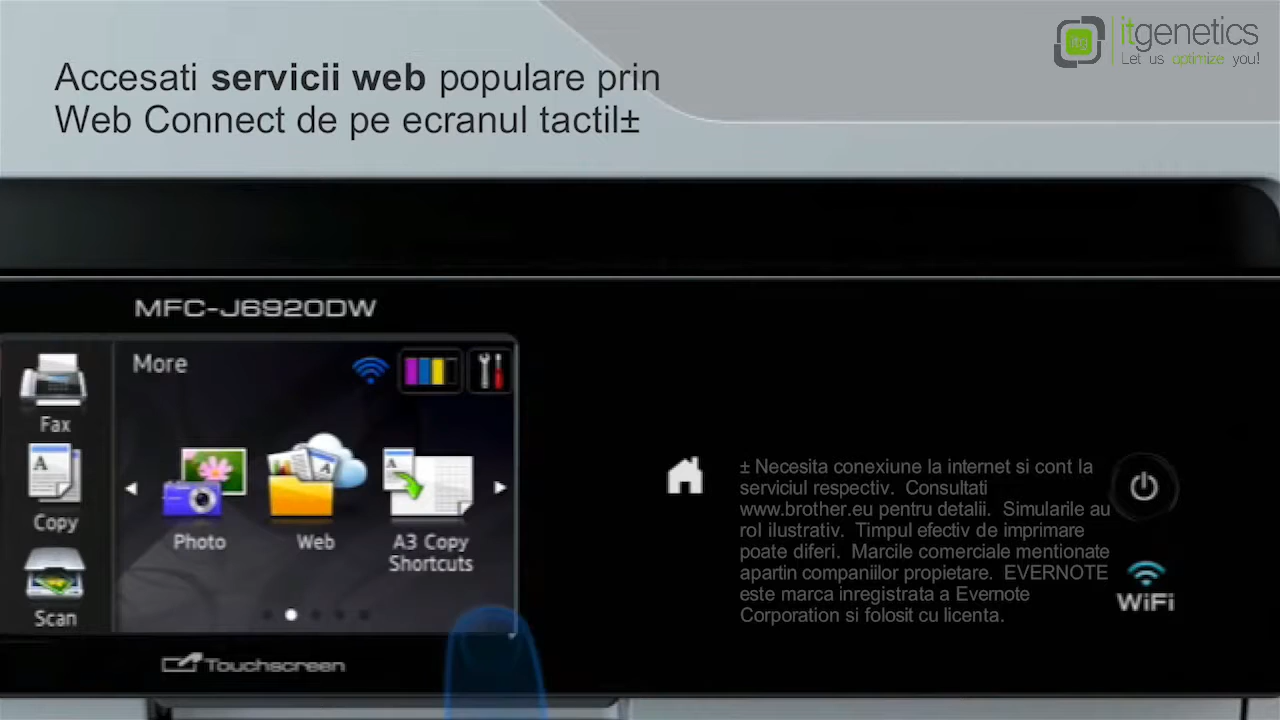 itgenetics
Let us optimize you!
Accesati servicii web populare prin
Web Connect de pe ecranul tactil±
MFC-J6920DW
More
Fax
Copy
Scan
Photo
Web
A3 Copy
Shortcuts
Touchscreen
± Necesita conexiune la internet si cont la
serviciul respectiv. Consultati
www.brother.eu pentru detalii. Simularile au
rol ilustrativ. Timpul efectiv de imprimare
poate diferi. Marcile comerciale mentionate
apartin companiilor propietare. EVERNOTE
este marca inregistrata a Evernote
Corporation si folosit cu licenta.
WiFi